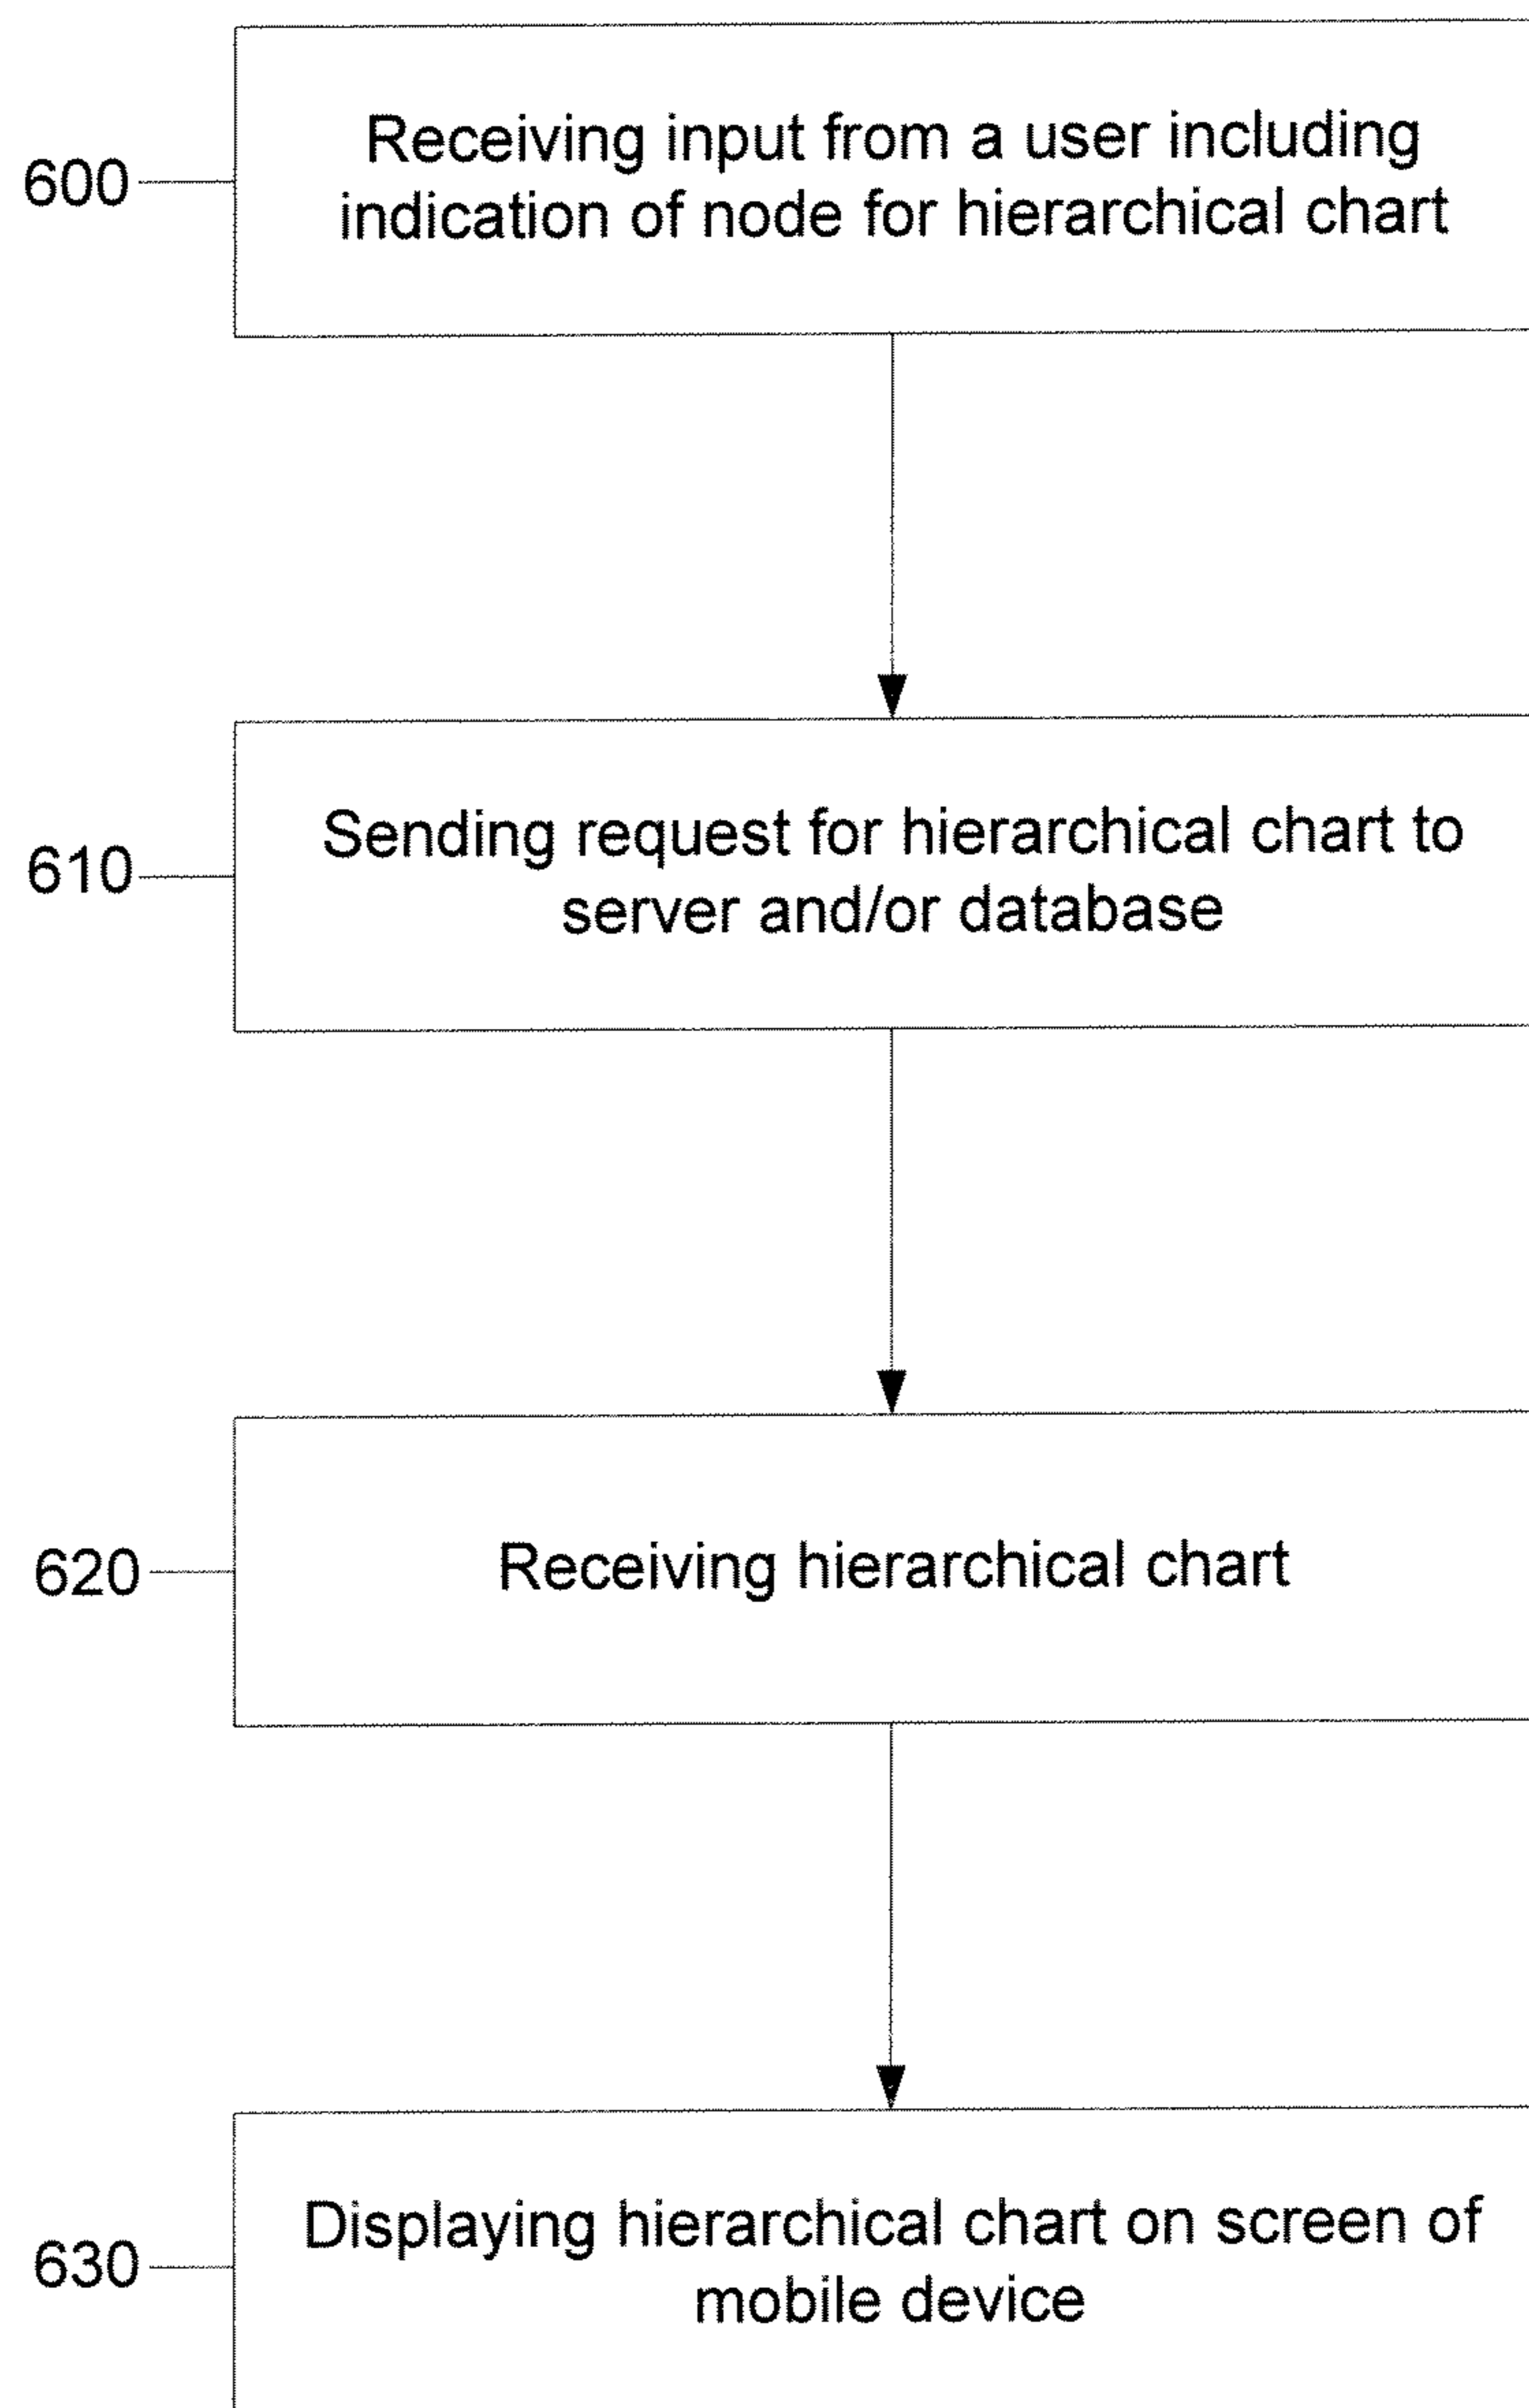 600
Receiving input from a user including
indication of node for hierarchical chart
610
Sending request for hierarchical chart to
server and/or database
620
Receiving hierarchical chart
630
Displaying hierarchical chart on screen of
mobile device